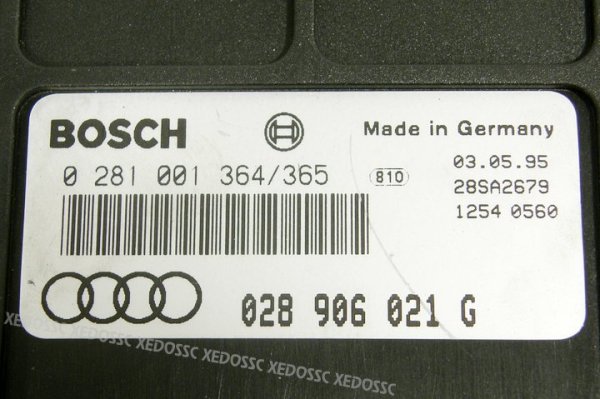 BOSCH
Made in Germany
0 281 001 364/365
810
03.05.95
28SA2679
1254 0560
028 906 021 G
XEDOSSC XEDOSSC XEDOSSC XEDOSSC XEDOSSC XEDOSSC